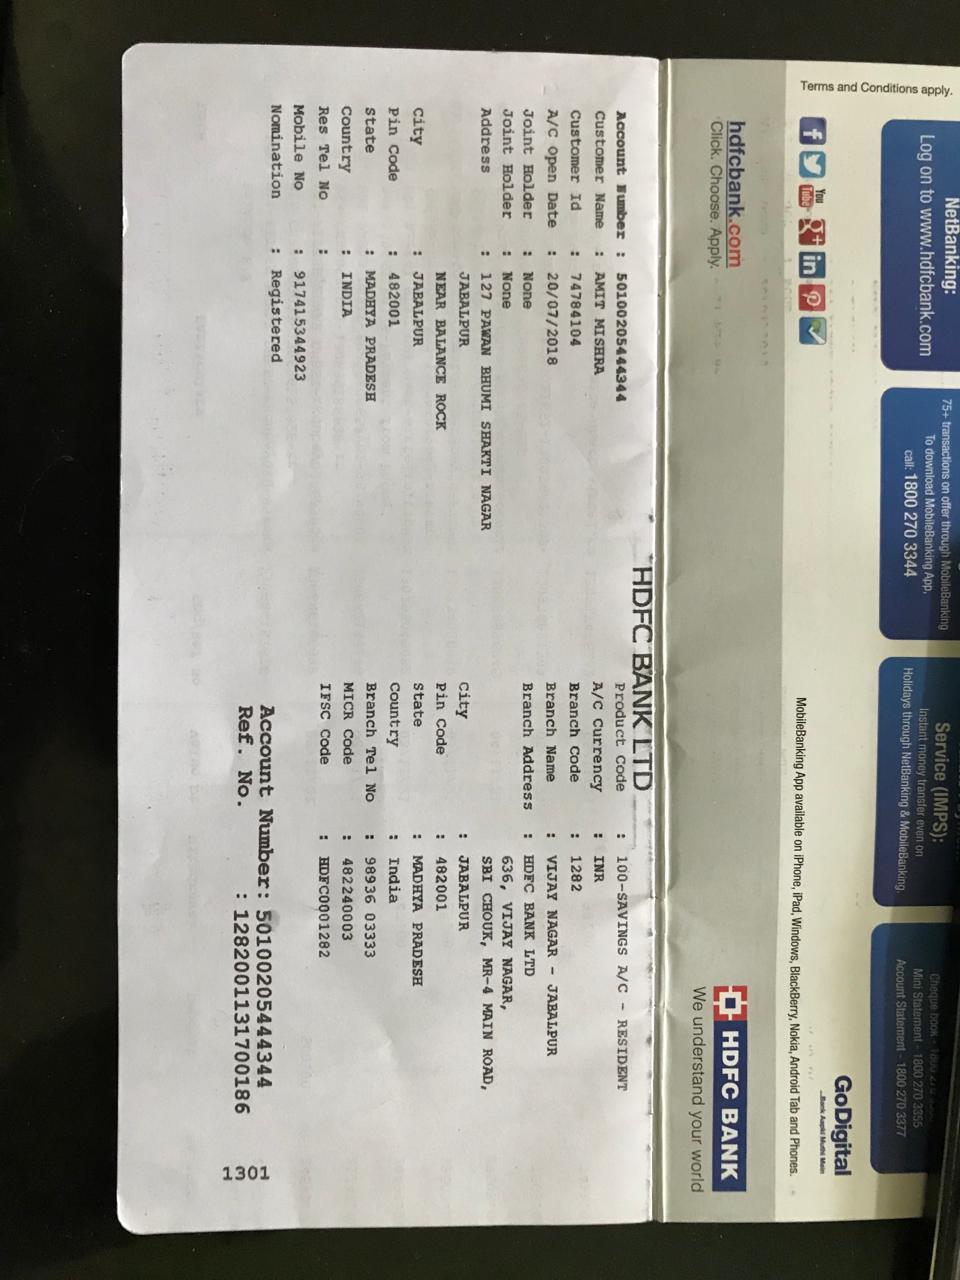 NetBanking:
Log on to www.hdfcbank.com
75+ transactions on offer through MobileBanking
To download MobileBanking App,
call: 1800 270 3344
Service (IMPS):
Instant money transfer even on
Holidays through NetBanking & MobileBanking.
Mini Statement - 1800 270 3355
Account Statement - 1800 270 3377
Terms and Conditions apply.
You
Tube
MobileBanking App available on iPhone, iPad, Windows, BlackBerry, Nokia, Android Tab and Phones.
GoDigital
...Bank Aapki Muthi Mein
hdfcbank.com
Click. Choose. Apply.
HDFC BANK
We understand your world
HDFC BANK LTD
Account Number : 50100205444344
Customer Name : AMIT MISHRA
Customer Id : 74784104
A/C Open Date : 20/07/2018
Joint Holder : None
Joint Holder : None
Address : 127 PAWAN BHUMI SHAKTI NAGAR
JABALPUR
NEAR BALANCE ROCK
City : JABALPUR
Pin Code : 482001
State : MADHYA PRADESH
Country : INDIA
Res Tel No :
Mobile No : 917415344923
Nomination : Registered
Product Code : 100-SAVINGS A/C - RESIDENT
A/C Currency : INR
Branch Code : 1282
Branch Name : VIJAY NAGAR - JABALPUR
Branch Address : HDFC BANK LTD
636, VIJAY NAGAR,
SBI CHOUK, MR-4 MAIN ROAD,
City : JABALPUR
Pin Code : 482001
State : MADHYA PRADESH
Country : India
Branch Tel No : 98936 03333
MICR Code : 482240003
IFSC Code : HDFC0001282
Account Number: 50100205444344
Ref. No. : 1282001131700186
1301